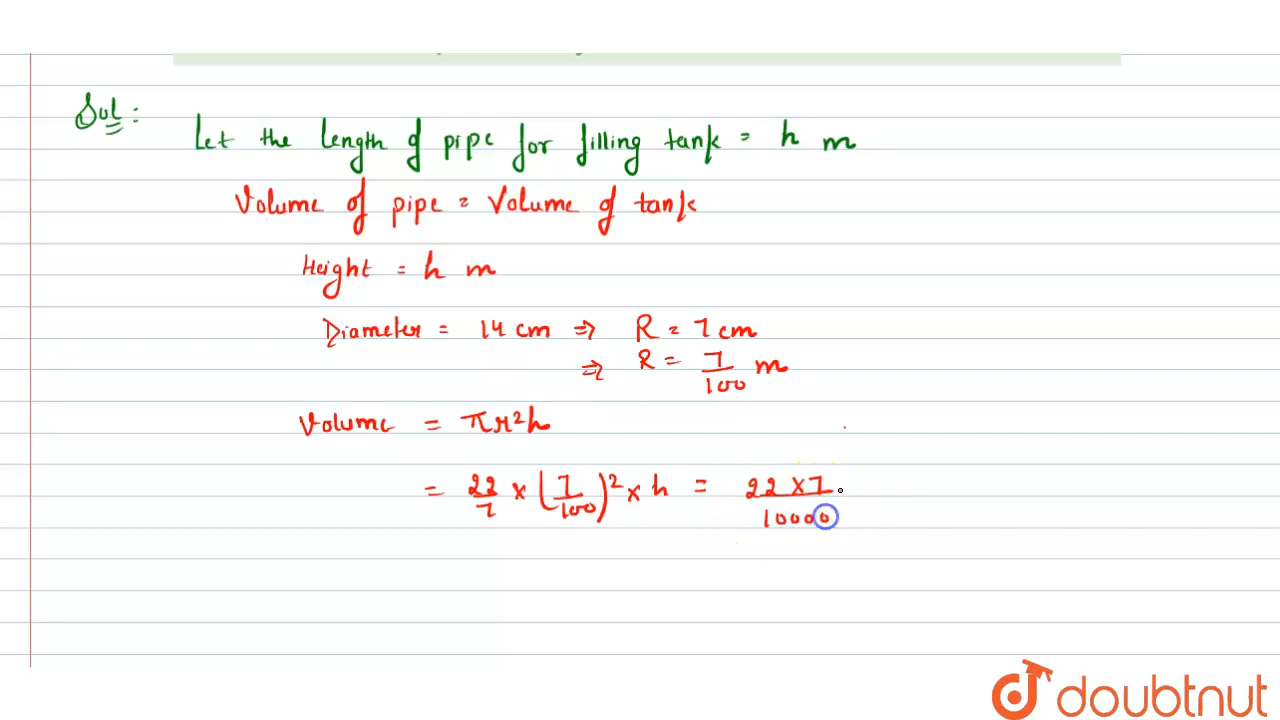 Sol :
Let the length of pipe for filling tank = h m
Volume of pipe = Volume of tank
Height = h m
Diameter = 14 cm ⇒ R = 7 cm
⇒ R = 7/100 m
Volume = πr²h
= 22/7 × (7/100)² × h = 22 × 7/10000
doubtnut